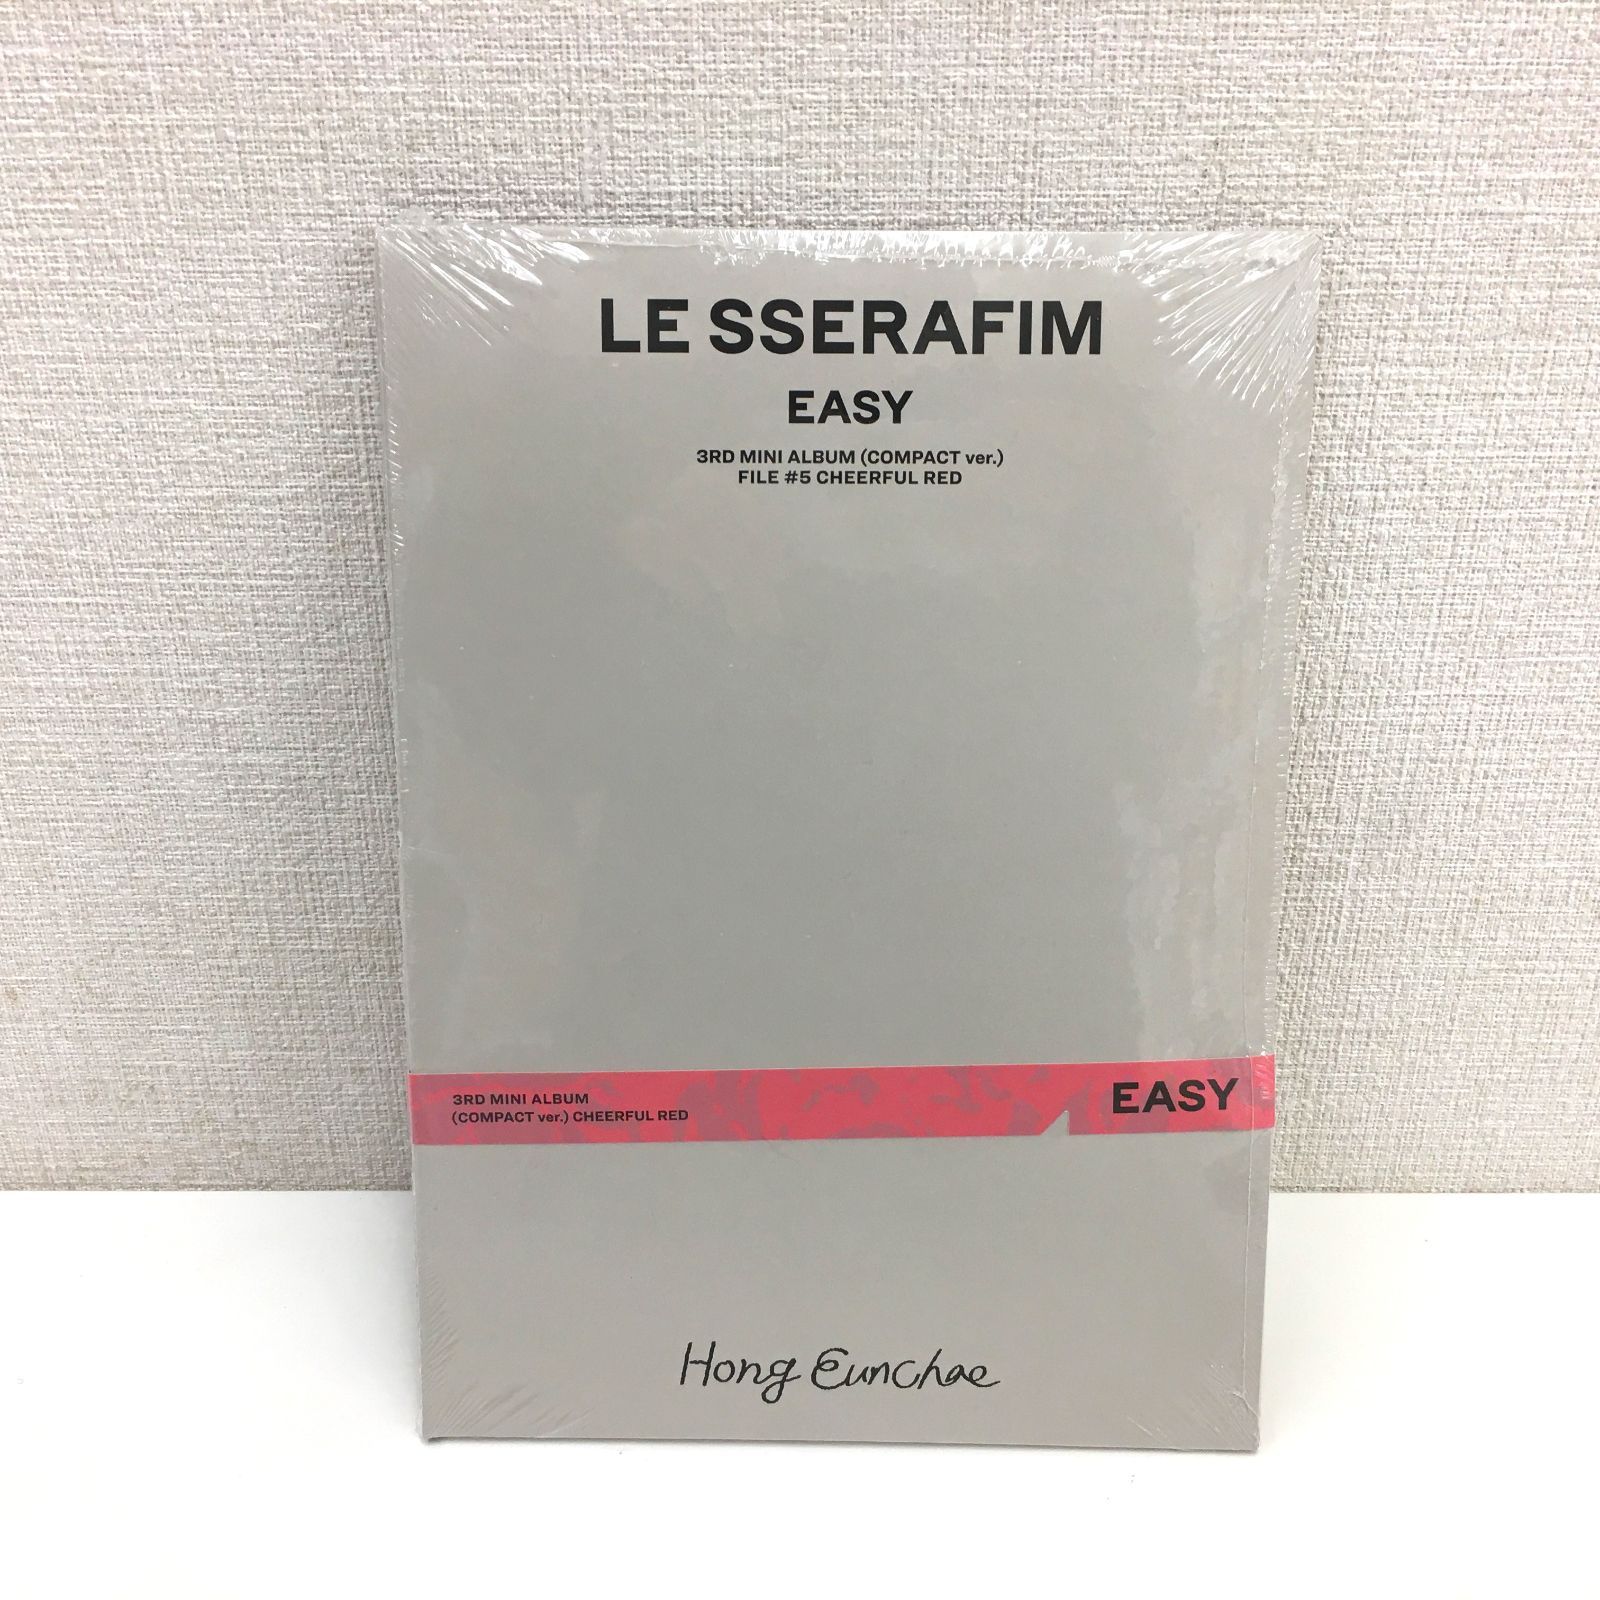 LE SSERAFIM
EASY
3RD MINI ALBUM (COMPACT ver.)
FILE #5 CHEERFUL RED
3RD MINI ALBUM
(COMPACT ver.) CHEERFUL RED
EASY
Hong Eunchae